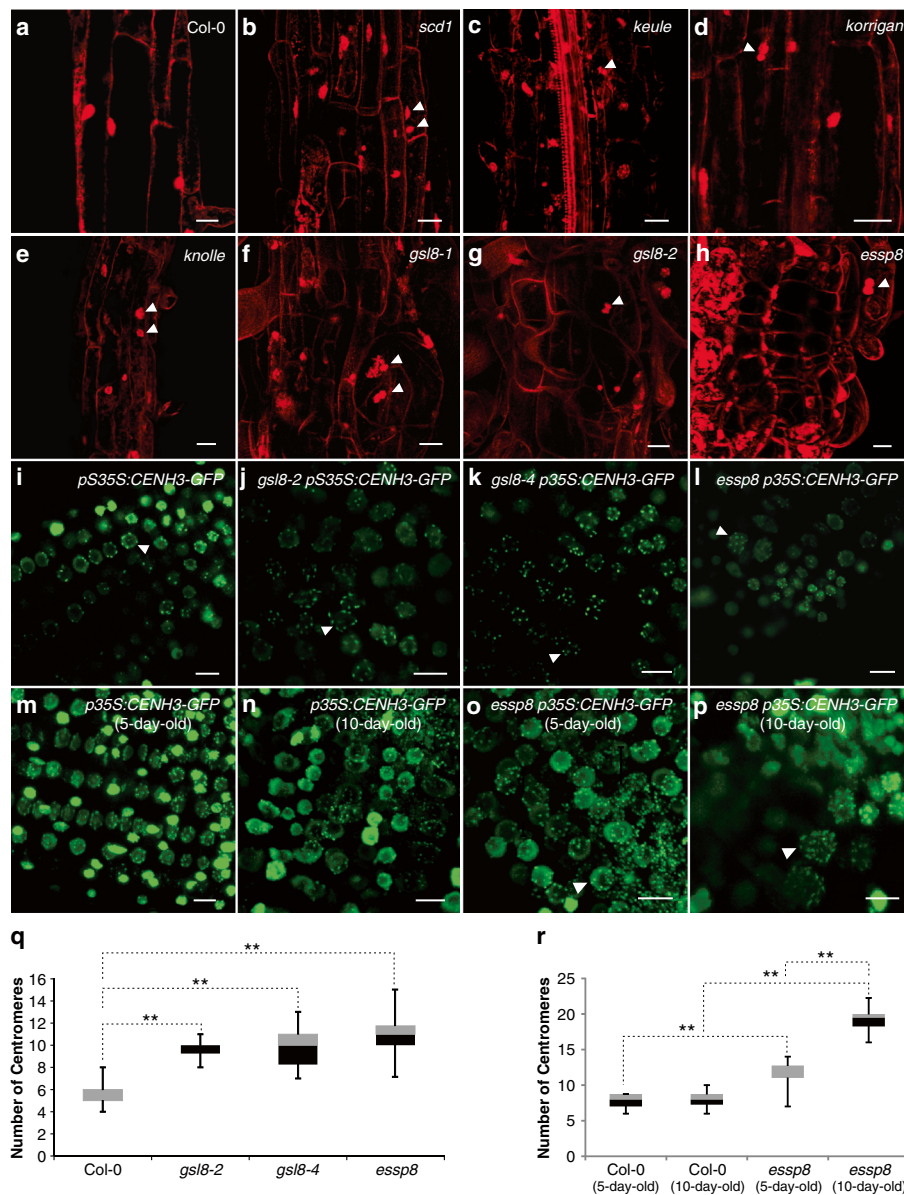 a Col-0
b scd1
c keule
d korrigan
e knolle
f gsl8-1
g gsl8-2
h essp8
i pS35S:CENH3-GFP
j gsl8-2 pS35S:CENH3-GFP
k gsl8-4 p35S:CENH3-GFP
l essp8 p35S:CENH3-GFP
m p35S:CENH3-GFP
(5-day-old)
n p35S:CENH3-GFP
(10-day-old)
o essp8 p35S:CENH3-GFP
(5-day-old)
p essp8 p35S:CENH3-GFP
(10-day-old)
q
Number of Centromeres
16
14
12
10
8
6
4
2
0
**
**
**
Col-0 gsl8-2 gsl8-4 essp8
r
Number of Centromeres
25
20
15
10
5
0
**
**
**
Col-0 Col-0 essp8 essp8
(5-day-old) (10-day-old) (5-day-old) (10-day-old)